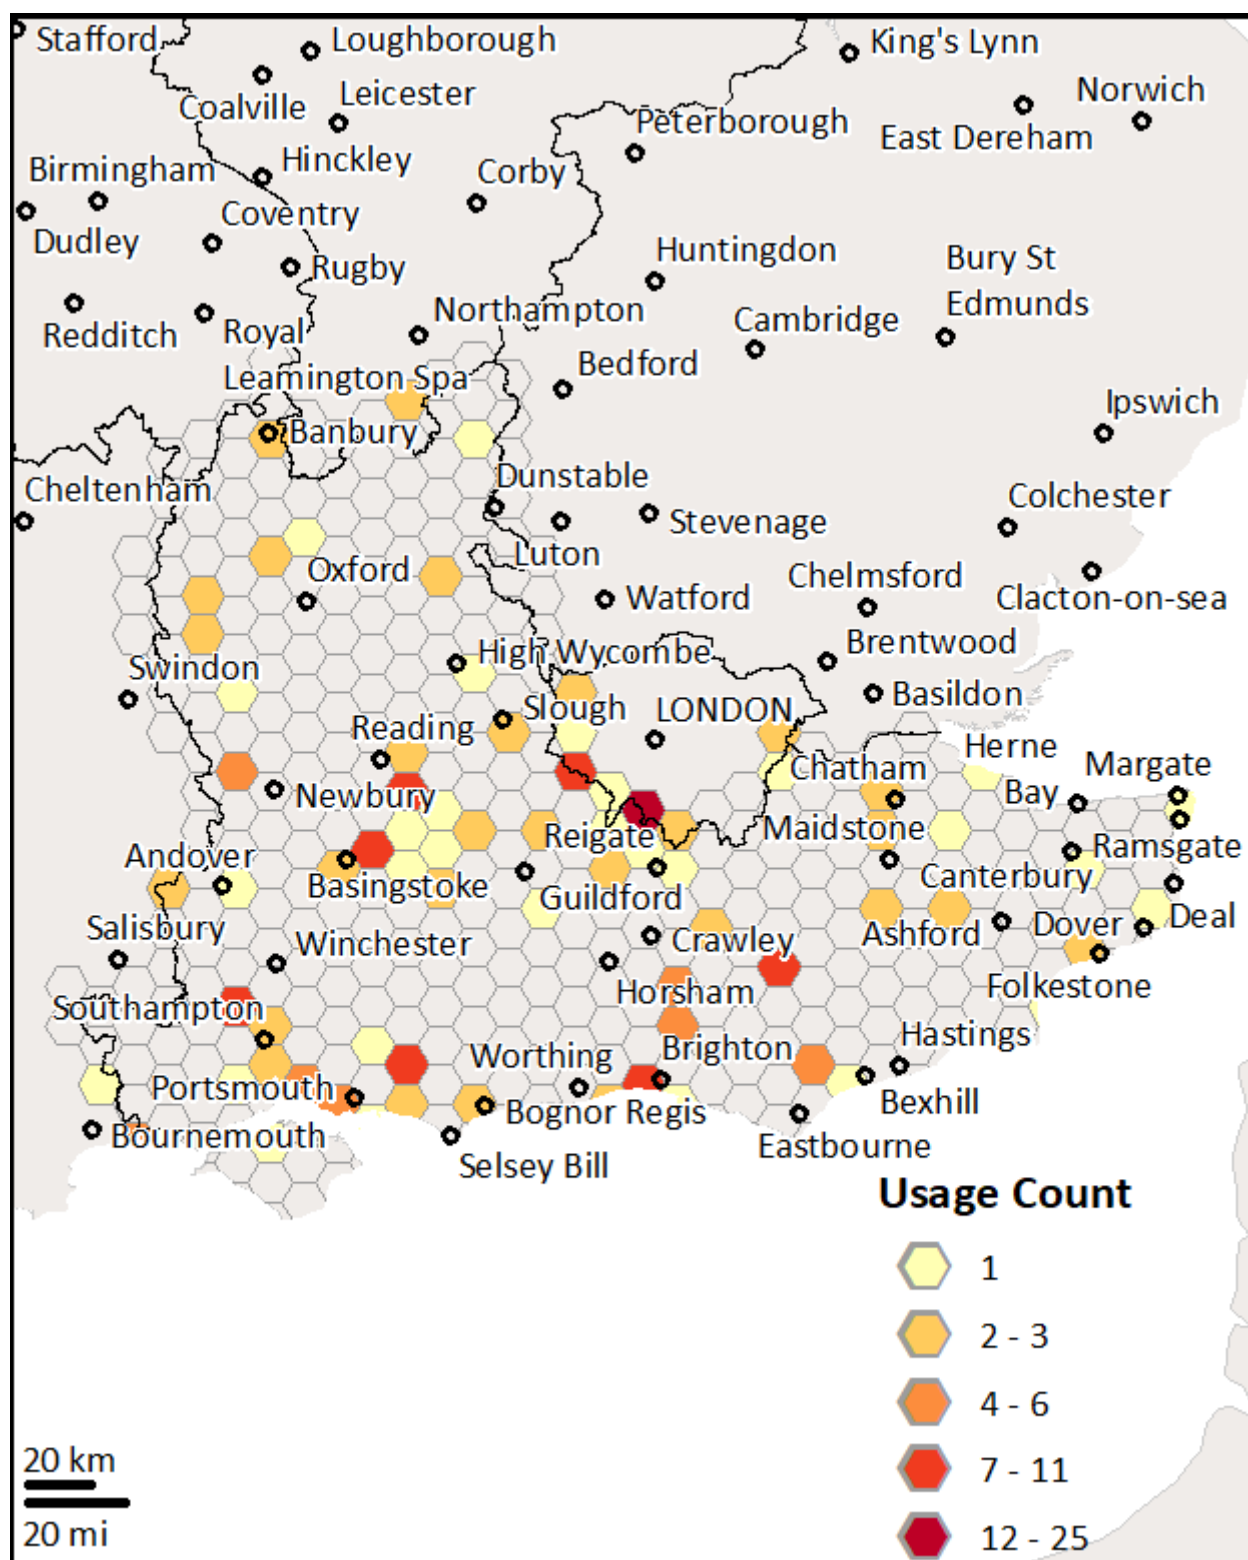 Stafford
Loughborough
King's Lynn
Coalville
Leicester
Norwich
Peterborough
East Dereham
Birmingham
Hinckley
Corby
Dudley
Coventry
Rugby
Huntingdon
Bury St
Edmunds
Redditch
Royal
Leamington Spa
Northampton
Cambridge
Bedford
Ipswich
Banbury
Cheltenham
Dunstable
Stevenage
Colchester
Luton
Oxford
Watford
Chelmsford
Clacton-on-sea
Swindon
High Wycombe
Brentwood
Slough
LONDON
Basildon
Reading
Herne
Bay
Margate
Newbury
Chatham
Reigate
Maidstone
Ramsgate
Andover
Basingstoke
Guildford
Canterbury
Salisbury
Winchester
Crawley
Ashford
Dover
Deal
Southampton
Horsham
Folkestone
Portsmouth
Worthing
Brighton
Hastings
Bournemouth
Bognor Regis
Bexhill
Selsey Bill
Eastbourne
Usage Count
1
2 - 3
4 - 6
7 - 11
12 - 25
20 km
20 mi